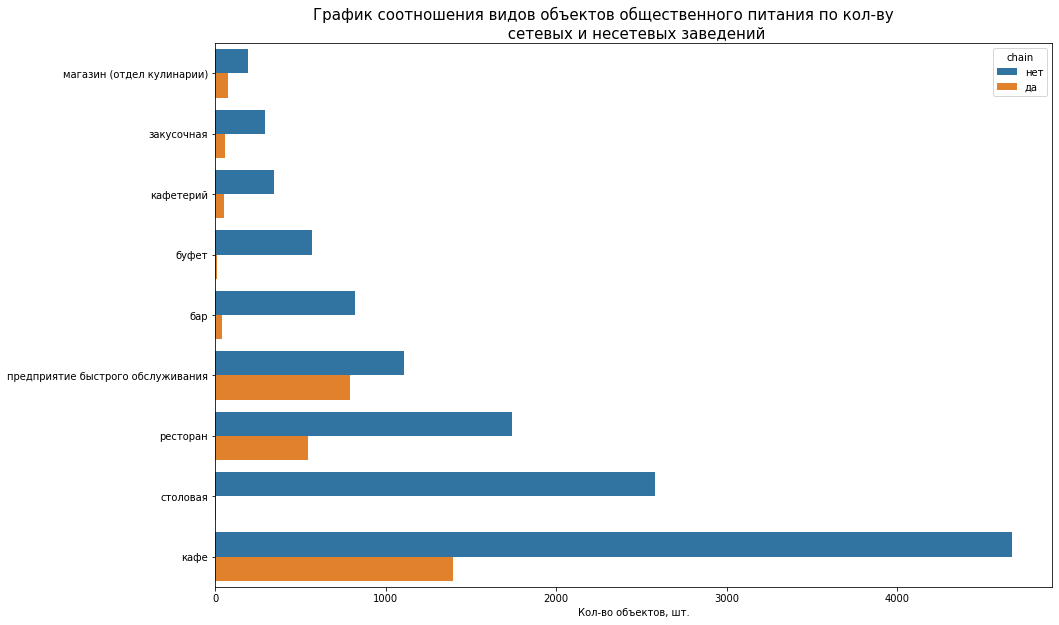 График соотношения видов объектов общественного питания по кол-ву
сетевых и несетевых заведений
chain
нет
да
магазин (отдел кулинарии)
закусочная
кафетерий
буфет
бар
предприятие быстрого обслуживания
ресторан
столовая
кафе
0 1000 2000 3000 4000
Кол-во объектов, шт.